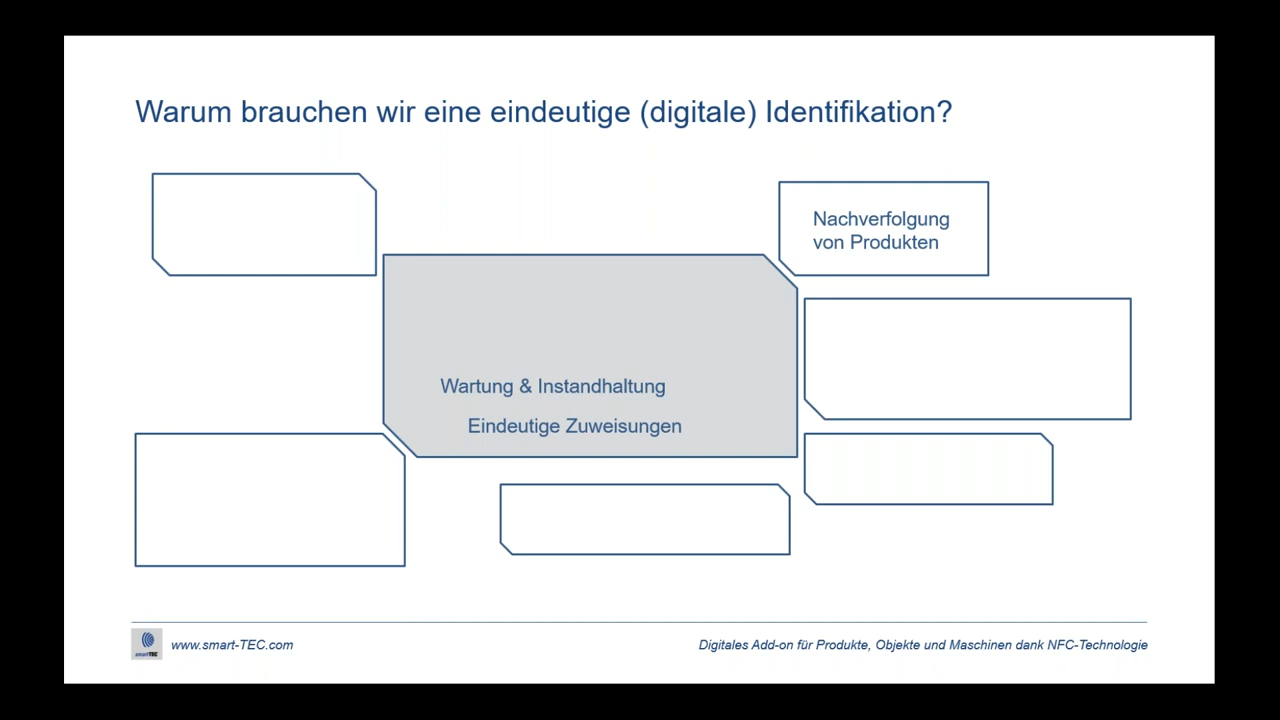 Warum brauchen wir eine eindeutige (digitale) Identifikation?
Nachverfolgung
von Produkten
Wartung & Instandhaltung
Eindeutige Zuweisungen
smartTEC
www.smart-TEC.com
Digitales Add-on für Produkte, Objekte und Maschinen dank NFC-Technologie